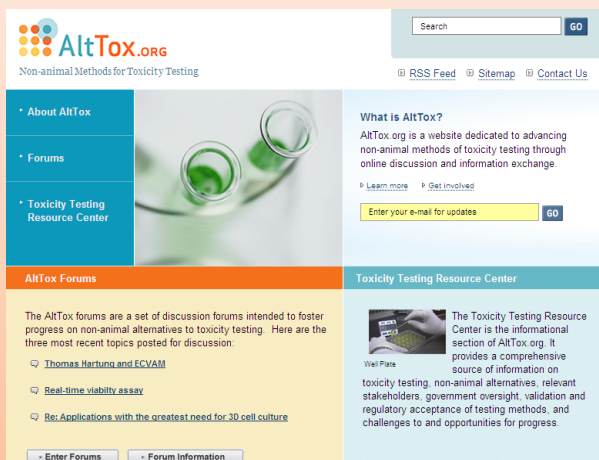 AltTox.ORG
Non-animal Methods for Toxicity Testing
Search
GO
RSS Feed
Sitemap
Contact Us
About AltTox
Forums
Toxicity Testing
Resource Center
What is AltTox?
AltTox.org is a website dedicated to advancing
non-animal methods of toxicity testing through
online discussion and information exchange.
Learn more
Get involved
Enter your e-mail for updates
GO
AltTox Forums
The AltTox forums are a set of discussion forums intended to foster
progress on non-animal alternatives to toxicity testing. Here are the
three most recent topics posted for discussion:
Thomas Hartung and ECVAM
Real-time viabilty assay
Re: Applications with the greatest need for 3D cell culture
Enter Forums
Forum Information
Toxicity Testing Resource Center
Well Plate
The Toxicity Testing Resource
Center is the informational
section of AltTox.org. It
provides a comprehensive
source of information on
toxicity testing, non-animal alternatives, relevant
stakeholders, government oversight, validation and
regulatory acceptance of testing methods, and
challenges to and opportunities for progress.